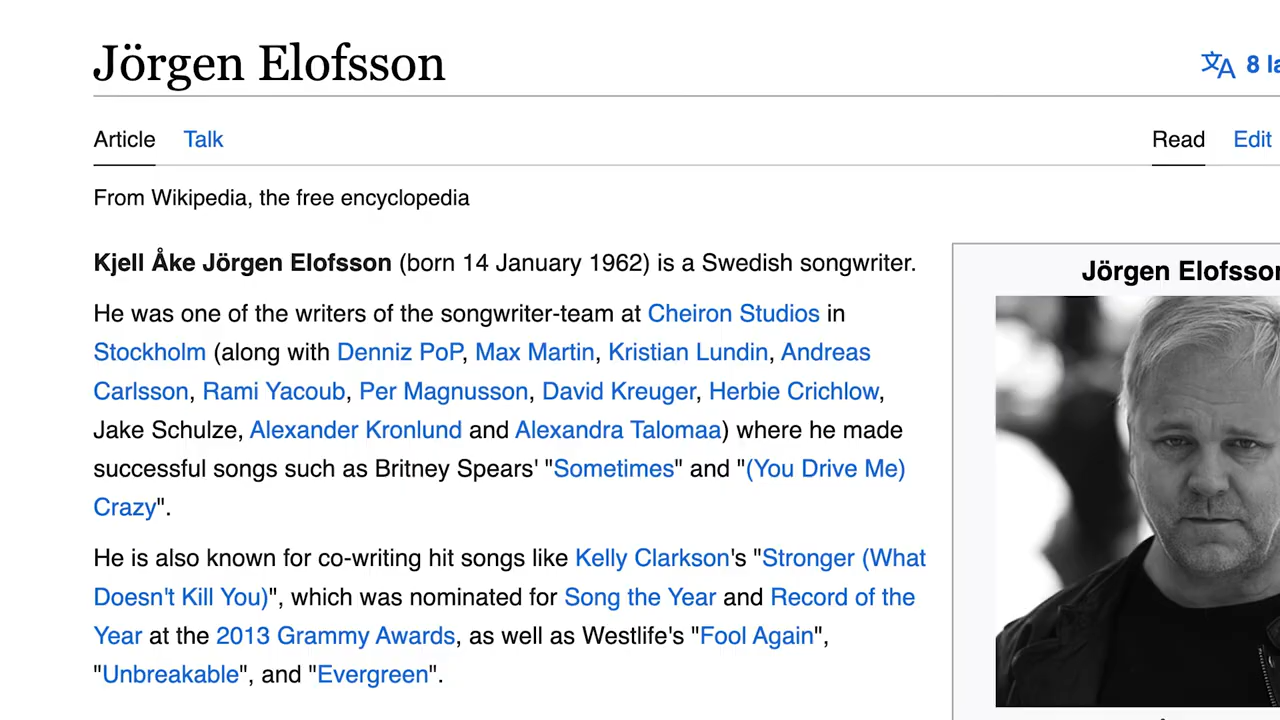 Jörgen Elofsson
文A 8 la
Article Talk
Read Edit
From Wikipedia, the free encyclopedia
Kjell Åke Jörgen Elofsson (born 14 January 1962) is a Swedish songwriter.
Jörgen Elofsson
He was one of the writers of the songwriter-team at Cheiron Studios in
Stockholm (along with Denniz PoP, Max Martin, Kristian Lundin, Andreas
Carlsson, Rami Yacoub, Per Magnusson, David Kreuger, Herbie Crichlow,
Jake Schulze, Alexander Kronlund and Alexandra Talomaa) where he made
successful songs such as Britney Spears' "Sometimes" and "(You Drive Me)
Crazy".
He is also known for co-writing hit songs like Kelly Clarkson's "Stronger (What
Doesn't Kill You)", which was nominated for Song the Year and Record of the
Year at the 2013 Grammy Awards, as well as Westlife's "Fool Again",
"Unbreakable", and "Evergreen".